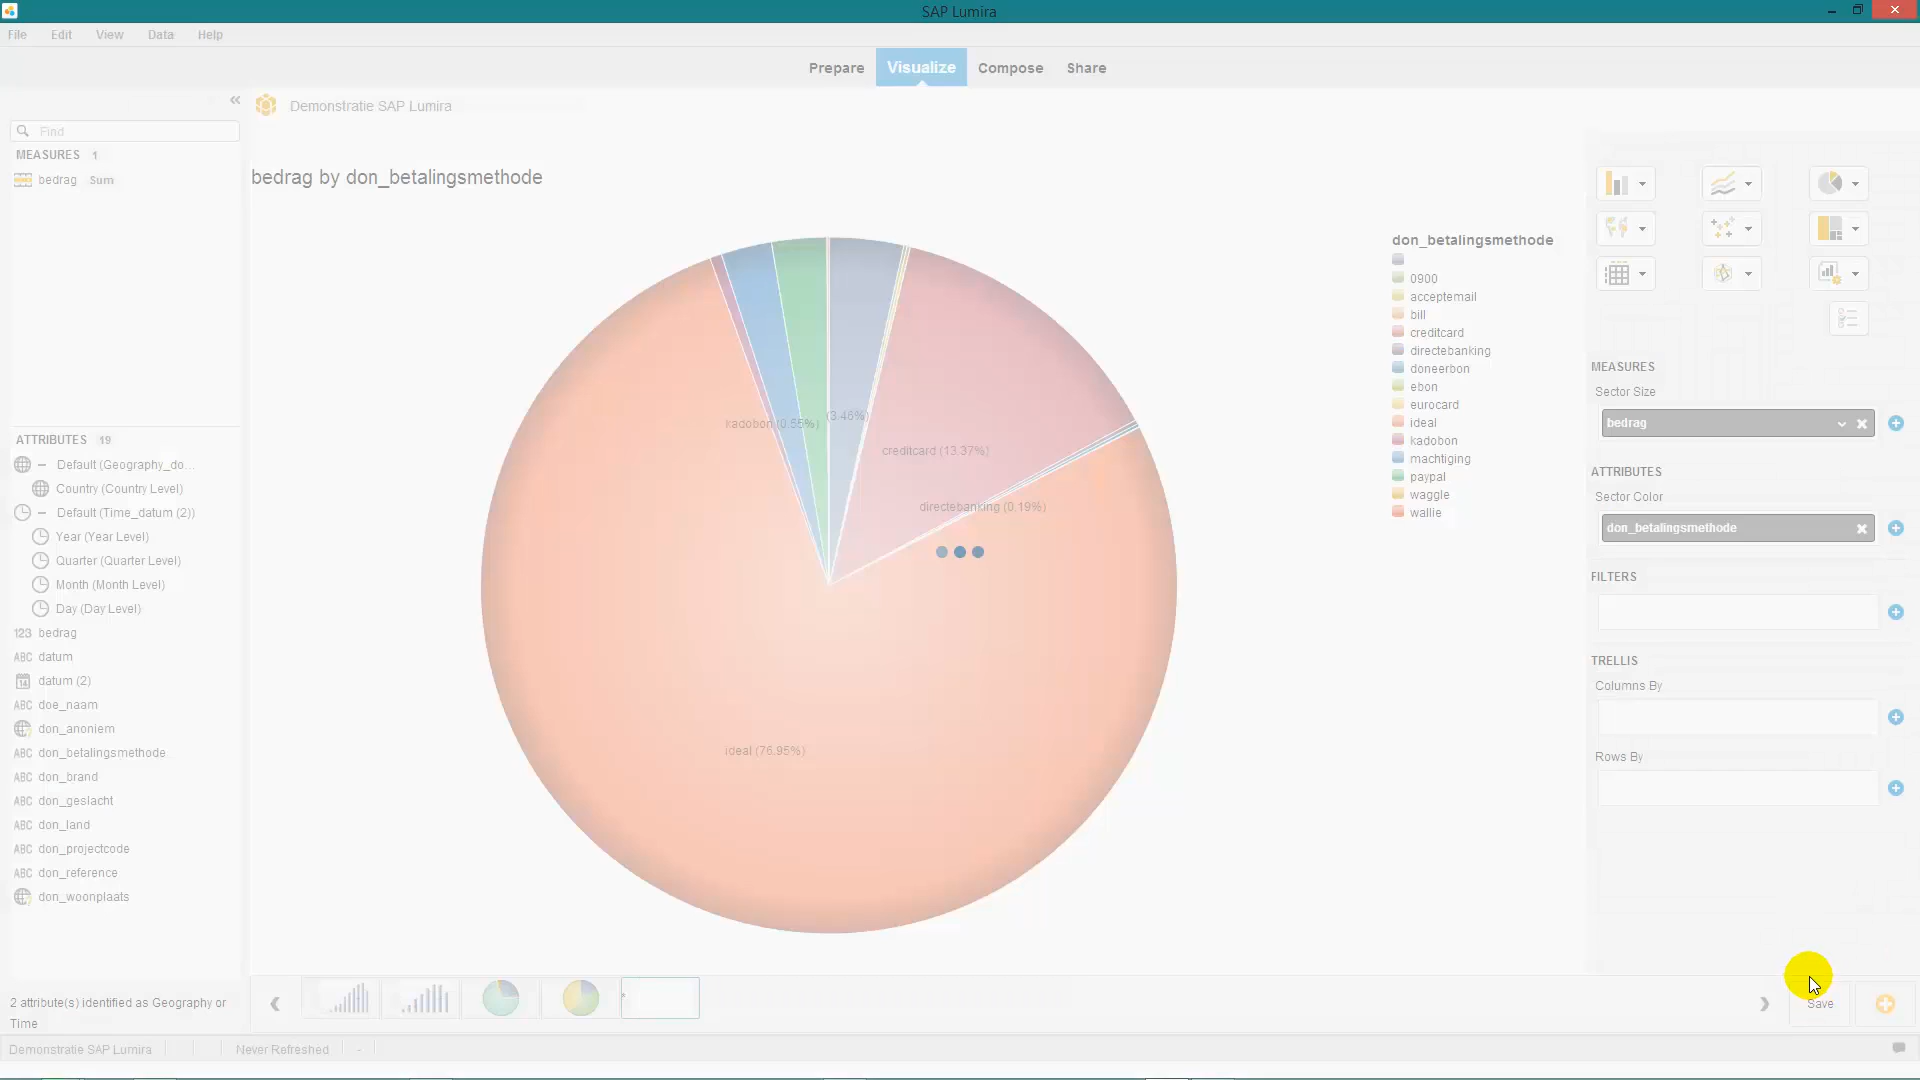 SAP Lumira
File Edit View Data Help
Prepare Visualize Compose Share
«
Demonstratie SAP Lumira
Find
MEASURES 1
bedrag Sum
bedrag by don_betalingsmethode
kadobon (0.55%)
(3.46%)
creditcard (13.37%)
directebanking (0.19%)
ideal (76.95%)
don_betalingsmethode
0900
acceptemail
bill
creditcard
directebanking
doneerbon
ebon
eurocard
ideal
kadobon
machtiging
paypal
waggle
wallie
MEASURES
Sector Size
bedrag
ATTRIBUTES
Sector Color
don_betalingsmethode
FILTERS
TRELLIS
Columns By
Rows By
ATTRIBUTES 19
Default (Geography_do...
Country (Country Level)
Default (Time_datum (2))
Year (Year Level)
Quarter (Quarter Level)
Month (Month Level)
Day (Day Level)
123 bedrag
ABC datum
14 datum (2)
ABC doe_naam
don_anoniem
ABC don_betalingsmethode
ABC don_brand
ABC don_geslacht
ABC don_land
ABC don_projectcode
ABC don_reference
don_woonplaats
2 attribute(s) identified as Geography or
Time
*
Save
Demonstratie SAP Lumira Never Refreshed -